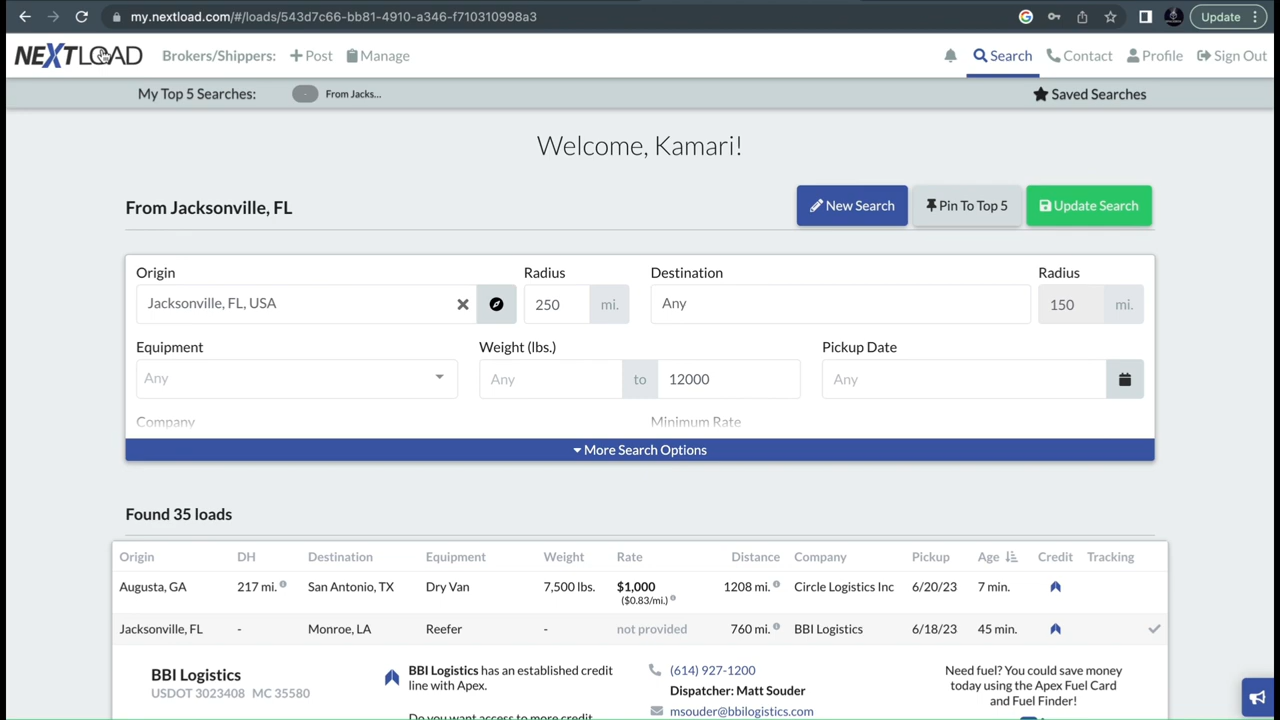 my.nextload.com/#/loads/543d7c66-bb81-4910-a346-f710310998a3 Update
NEXTLOAD Brokers/Shippers: Post Manage Search Contact Profile Sign Out
My Top 5 Searches: From Jacks... Saved Searches
Welcome, Kamari!
From Jacksonville, FL New Search Pin To Top 5 Update Search
Origin Radius Destination Radius
Jacksonville, FL, USA 250 mi. Any 150 mi.
Equipment Weight (lbs.) Pickup Date
Any Any to 12000 Any
Company Minimum Rate
More Search Options
Found 35 loads
Origin DH Destination Equipment Weight Rate Distance Company Pickup Age Credit Tracking
Augusta, GA 217 mi. San Antonio, TX Dry Van 7,500 lbs. $1,000 1208 mi. Circle Logistics Inc 6/20/23 7 min.
($0.83/mi.)
Jacksonville, FL - Monroe, LA Reefer - not provided 760 mi. BBI Logistics 6/18/23 45 min.
BBI Logistics
USDOT 3023408 MC 35580
BBI Logistics has an established credit
line with Apex.
Do you want access to more credit
(614) 927-1200
Dispatcher: Matt Souder
msouder@bbilogistics.com
Need fuel? You could save money
today using the Apex Fuel Card
and Fuel Finder!